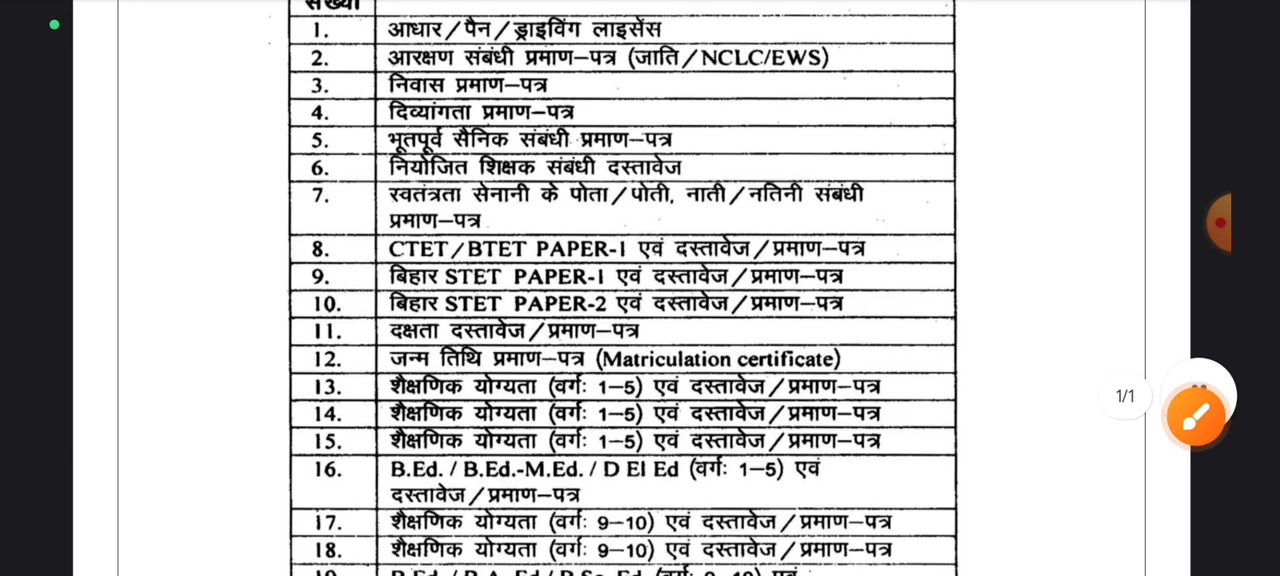 संख्या
1. आधार/पैन/ड्राइविंग लाइसेंस
2. आरक्षण संबंधी प्रमाण–पत्र (जाति/NCLC/EWS)
3. निवास प्रमाण–पत्र
4. दिव्यांगता प्रमाण–पत्र
5. भूतपूर्व सैनिक संबंधी प्रमाण–पत्र
6. नियोजित शिक्षक संबंधी दस्तावेज
7. स्वतंत्रता सेनानी के पोता/पोती, नाती/नतिनी संबंधी
प्रमाण–पत्र
8. CTET/BTET PAPER-1 एवं दस्तावेज/प्रमाण–पत्र
9. बिहार STET PAPER-1 एवं दस्तावेज/प्रमाण–पत्र
10. बिहार STET PAPER-2 एवं दस्तावेज/प्रमाण–पत्र
11. दक्षता दस्तावेज/प्रमाण–पत्र
12. जन्म तिथि प्रमाण–पत्र (Matriculation certificate)
13. शैक्षणिक योग्यता (वर्गः 1–5) एवं दस्तावेज/प्रमाण–पत्र
14. शैक्षणिक योग्यता (वर्गः 1–5) एवं दस्तावेज/प्रमाण–पत्र
15. शैक्षणिक योग्यता (वर्गः 1–5) एवं दस्तावेज/प्रमाण–पत्र
16. B.Ed. / B.Ed.-M.Ed. / D El Ed (वर्गः 1–5) एवं
दस्तावेज/प्रमाण–पत्र
17. शैक्षणिक योग्यता (वर्गः 9–10) एवं दस्तावेज/प्रमाण–पत्र
18. शैक्षणिक योग्यता (वर्गः 9–10) एवं दस्तावेज/प्रमाण–पत्र
1/1